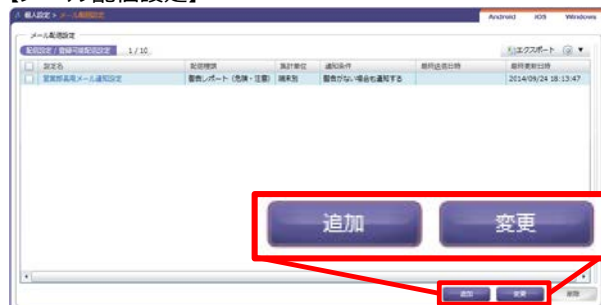 【メール配信設定】
個人設定 > メール配信設定
Android iOS Windows
メール配信設定
配信設定 / 登録可能配信設定 1 / 10
エクスポート
設定名 配信種類 集計単位 通知条件 最終送信日時 最終更新日時
営業部長用メール通知設定 警告レポート（危険・注意） 端末別 警告がない場合も通知する 2014/09/24 18:13:47
追加 変更
追加 変更 削除